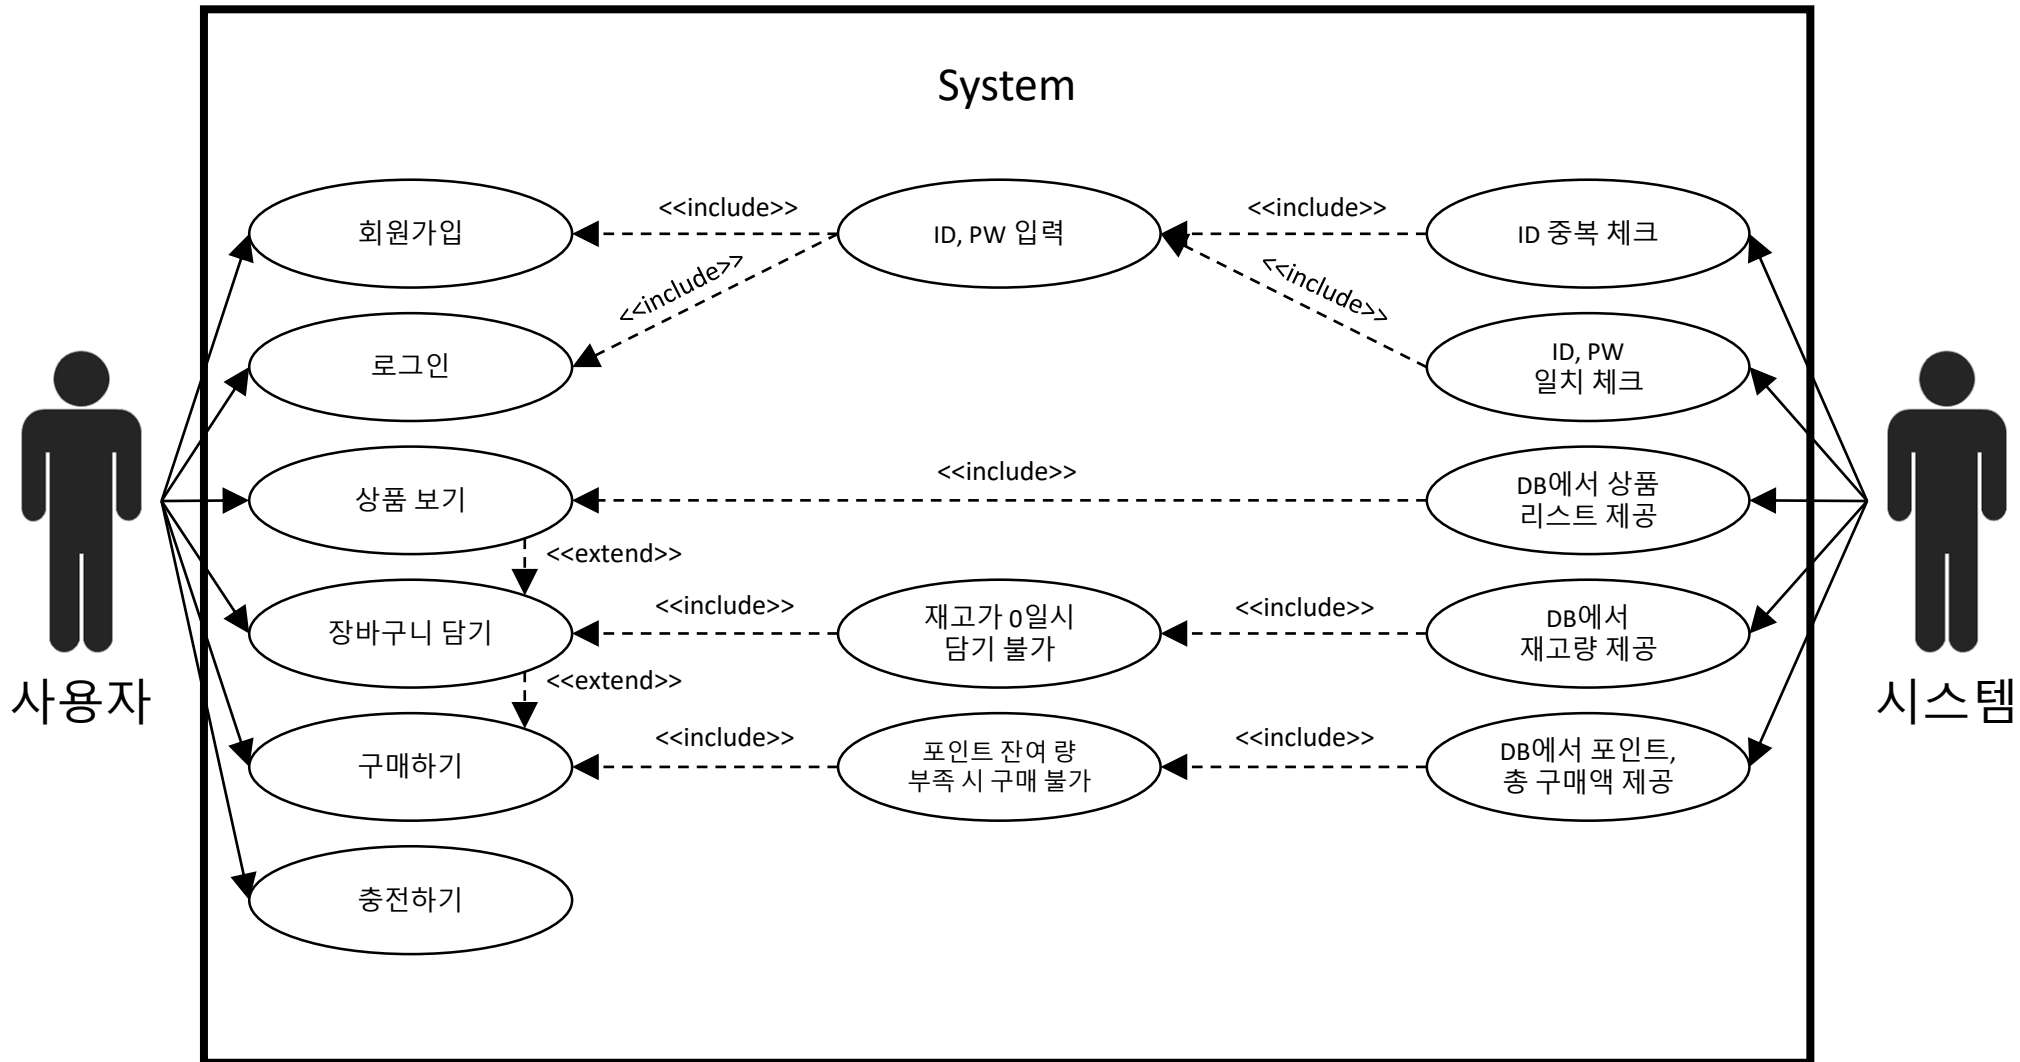 System
회원가입
<<include>>
ID, PW 입력
<<include>>
ID 중복 체크
<<include>>
<<include>>
로그인
ID, PW
일치 체크
상품 보기
<<include>>
DB에서 상품
리스트 제공
<<extend>>
장바구니 담기
<<include>>
재고가 0일시
담기 불가
<<include>>
DB에서
재고량 제공
<<extend>>
사용자
시스템
구매하기
<<include>>
포인트 잔여 량
부족 시 구매 불가
<<include>>
DB에서 포인트,
총 구매액 제공
충전하기